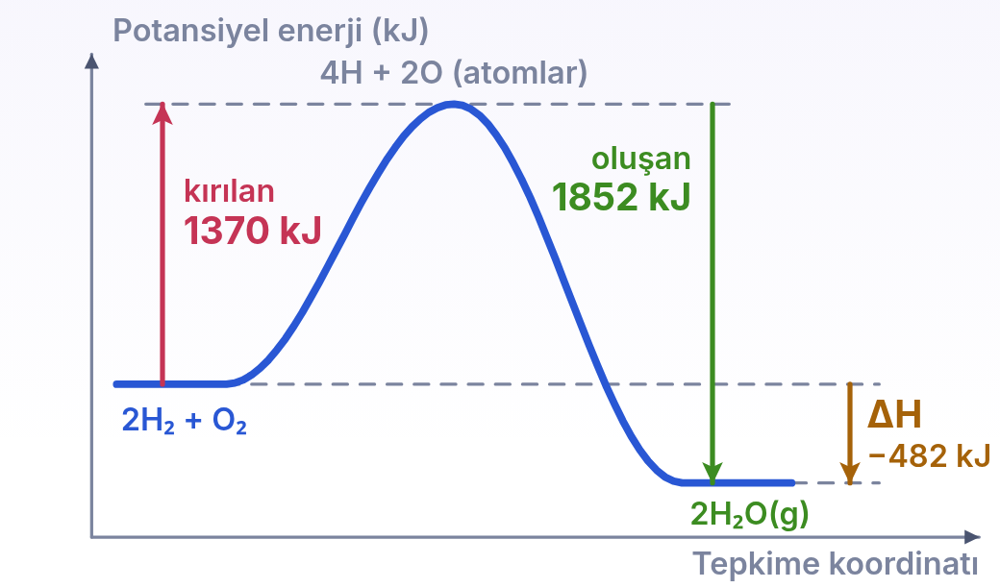 Potansiyel enerji (kJ)
4H + 2O (atomlar)
kırılan
1370 kJ
oluşan
1852 kJ
2H₂ + O₂
ΔH
−482 kJ
2H₂O(g)
Tepkime koordinatı